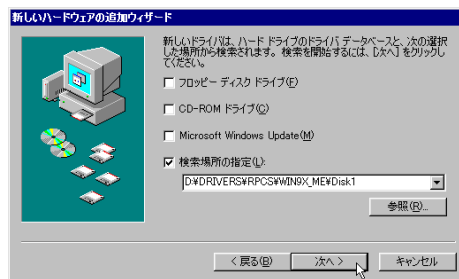 新しいハードウェアの追加ウィザード
新しいドライバは、ハード ドライブのドライバ データベースと、次の選択
した場所から検索されます。検索を開始するには、[次へ] をクリックし
てください。
フロッピー ディスク ドライブ(F)
CD-ROM ドライブ(C)
Microsoft Windows Update(M)
検索場所の指定(L):
D:¥DRIVERS¥RPCS¥WIN9X_ME¥Disk1
参照(R)...
< 戻る(B)
次へ >
キャンセル